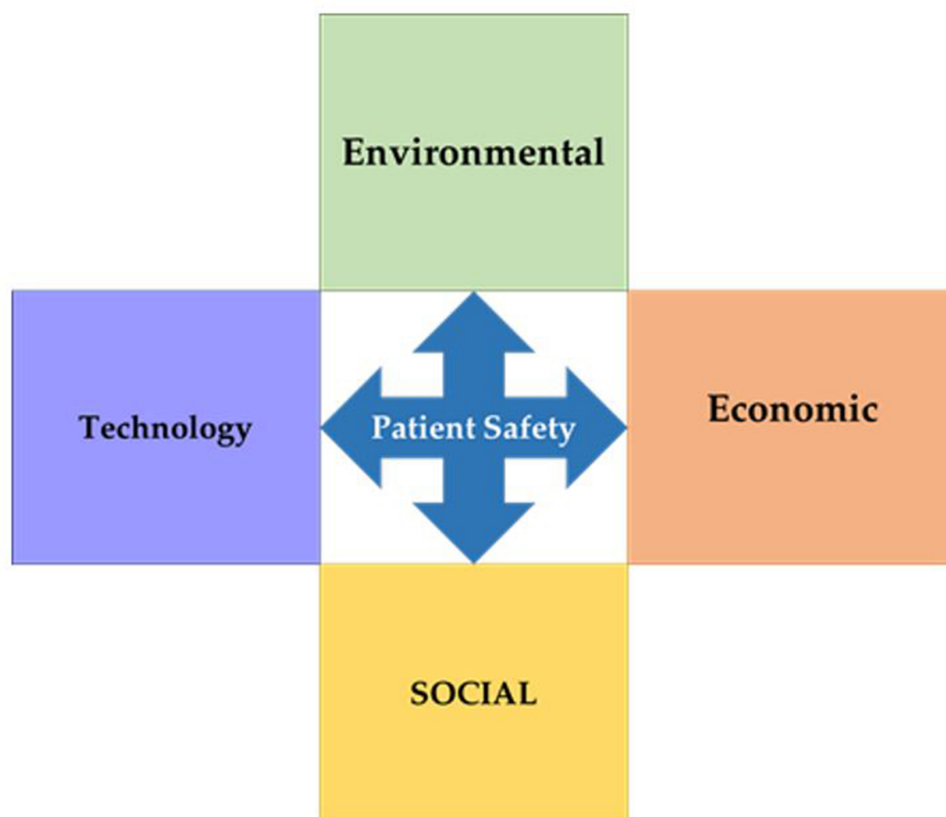 Environmental
Technology
Patient Safety
Economic
SOCIAL